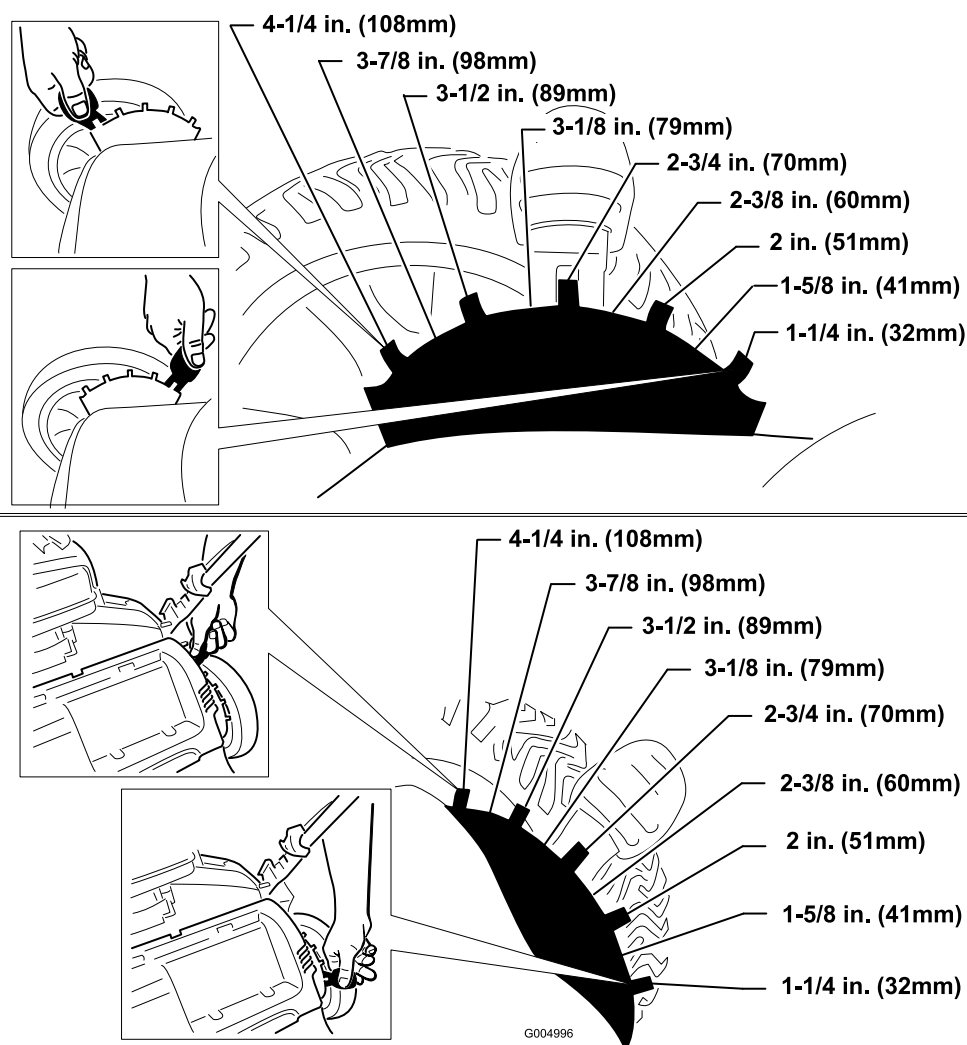 4-1/4 in. (108mm)
3-7/8 in. (98mm)
3-1/2 in. (89mm)
3-1/8 in. (79mm)
2-3/4 in. (70mm)
2-3/8 in. (60mm)
2 in. (51mm)
1-5/8 in. (41mm)
1-1/4 in. (32mm)
4-1/4 in. (108mm)
3-7/8 in. (98mm)
3-1/2 in. (89mm)
3-1/8 in. (79mm)
2-3/4 in. (70mm)
2-3/8 in. (60mm)
2 in. (51mm)
1-5/8 in. (41mm)
1-1/4 in. (32mm)
G004996